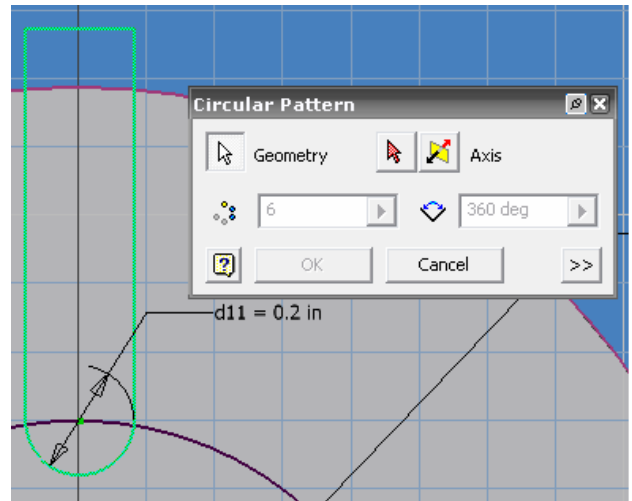 Circular Pattern
Geometry
Axis
6
360 deg
OK
Cancel
>>
d11 = 0.2 in